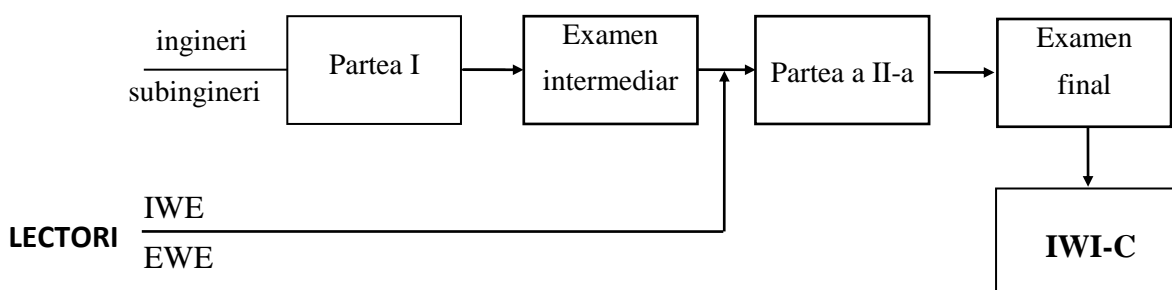 ingineri
subingineri
Partea I
Examen
intermediar
Partea a II-a
Examen
final
LECTORI
IWE
EWE
IWI-C